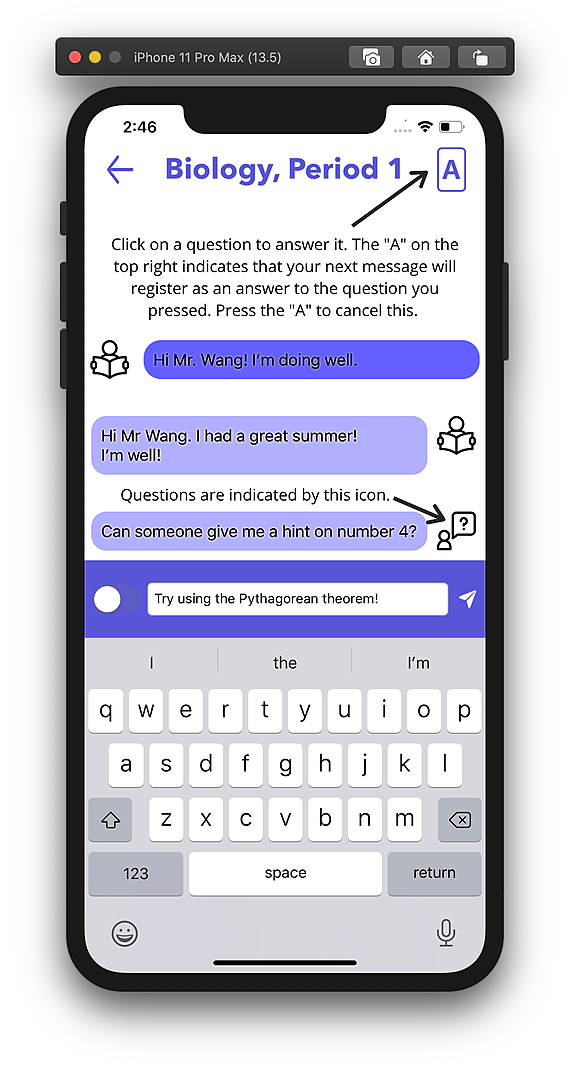 iPhone 11 Pro Max (13.5)
2:46
Biology, Period 1
A
Click on a question to answer it. The "A" on the
top right indicates that your next message will
register as an answer to the question you
pressed. Press the "A" to cancel this.
Hi Mr. Wang! I'm doing well.
Hi Mr Wang. I had a great summer!
I'm well!
Questions are indicated by this icon.
?
Can someone give me a hint on number 4?
Try using the Pythagorean theorem!
I the I'm
q w e r t y u i o p
a s d f g h j k l
z x c v b n m
123 space return